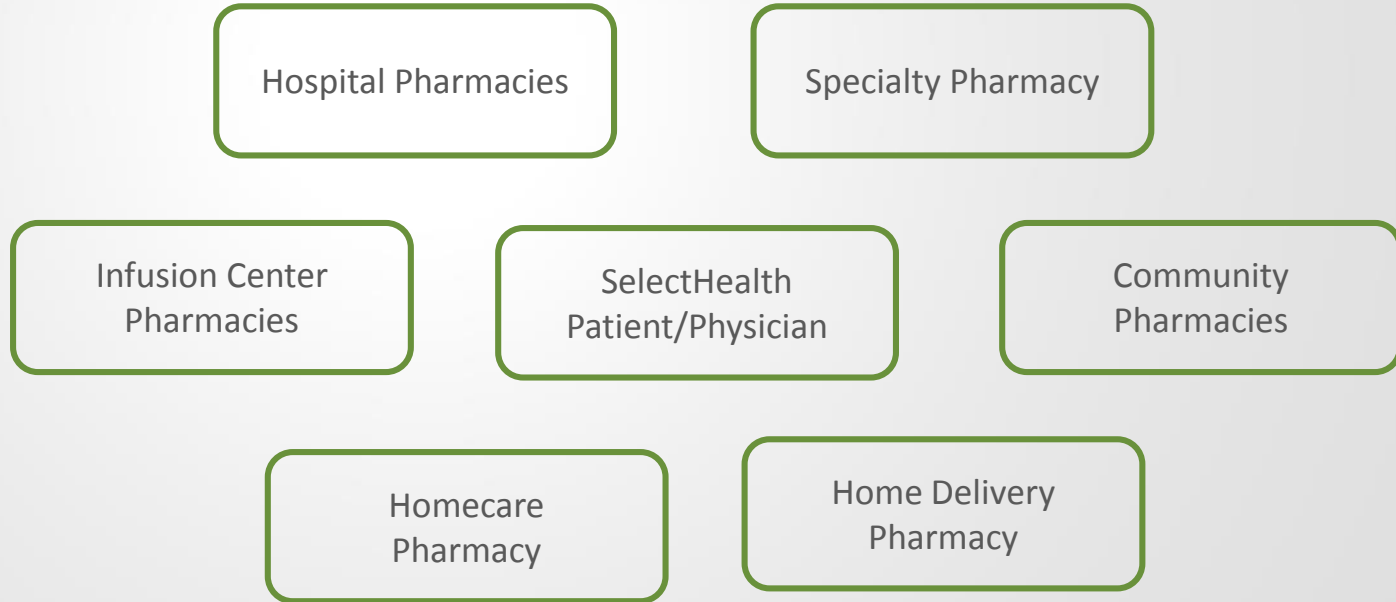 Hospital Pharmacies
Specialty Pharmacy
Infusion Center
Pharmacies
SelectHealth
Patient/Physician
Community
Pharmacies
Homecare
Pharmacy
Home Delivery
Pharmacy